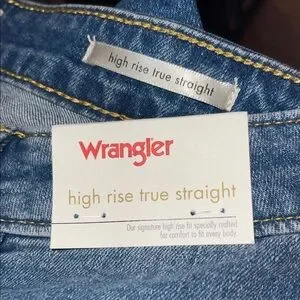 high rise true straight
Wrangler
high rise true straight
Our signature high rise fit specially crafted
for comfort to fit every body.